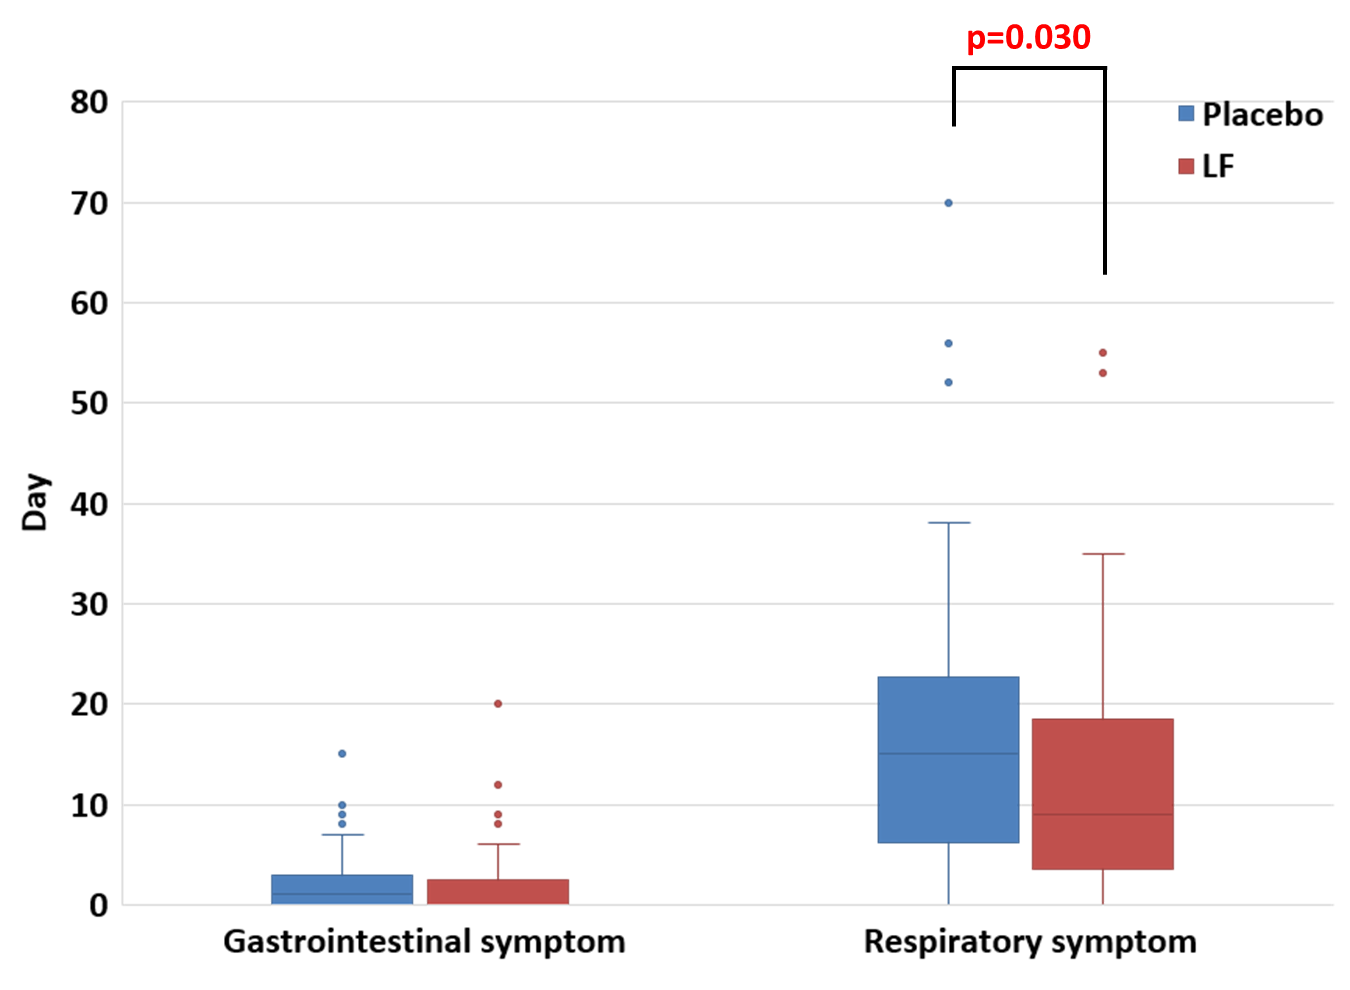 p=0.030
Placebo
LF
80
70
60
50
40
30
20
10
0
Day
Gastrointestinal symptom
Respiratory symptom